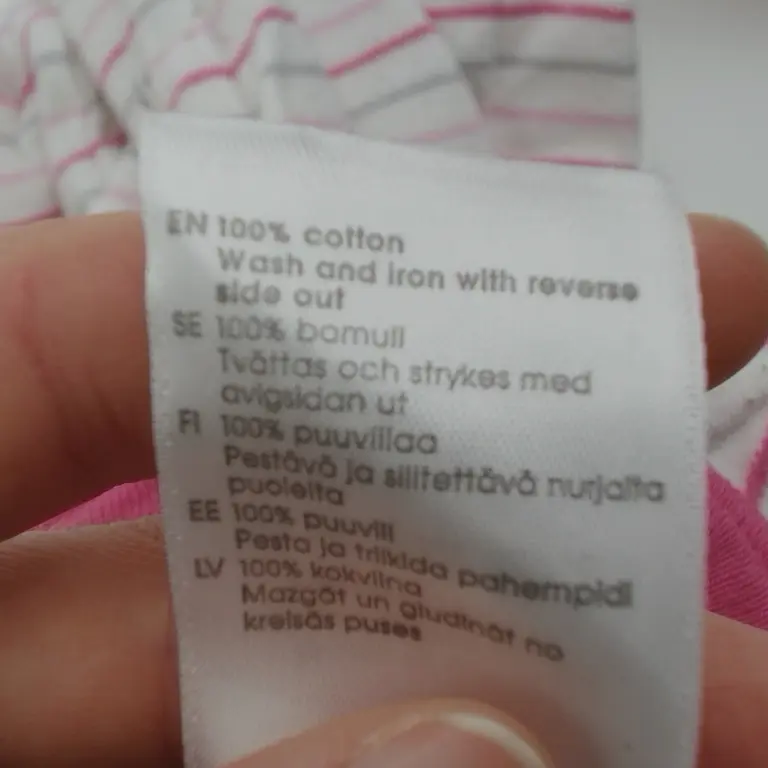 EN 100% cotton
Wash and iron with reverse
side out
SE 100% bomull
Tvättas och strykes med
avigsidan ut
FI 100% puuvillaa
Pestävä ja silitettävä nurjalta
puolelta
EE 100% puuvill
Pesta ja triikida pahempidi
LV 100% kokvilna
Mazgāt un gludināt no
kreisās puses